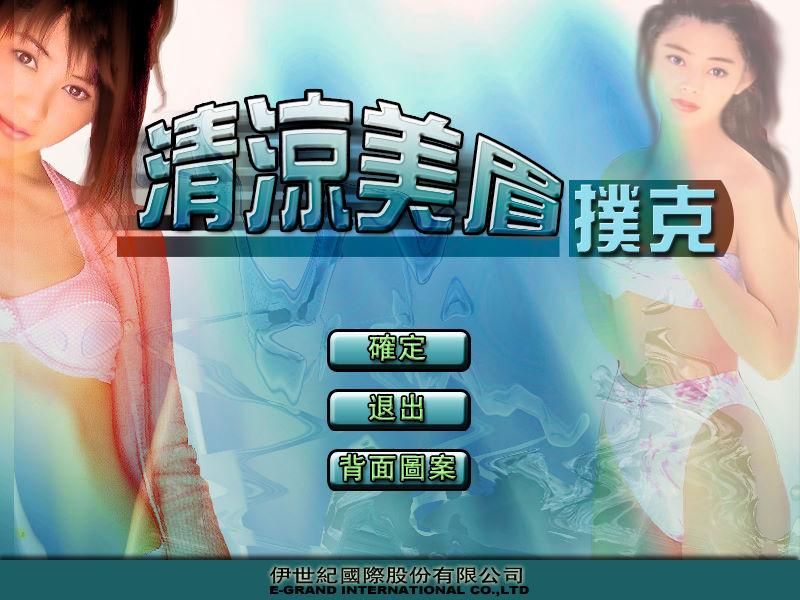 清涼美眉
撲克
確定
退出
背面圖案
伊世紀國際股份有限公司
E-GRAND INTERNATIONAL CO.,LTD